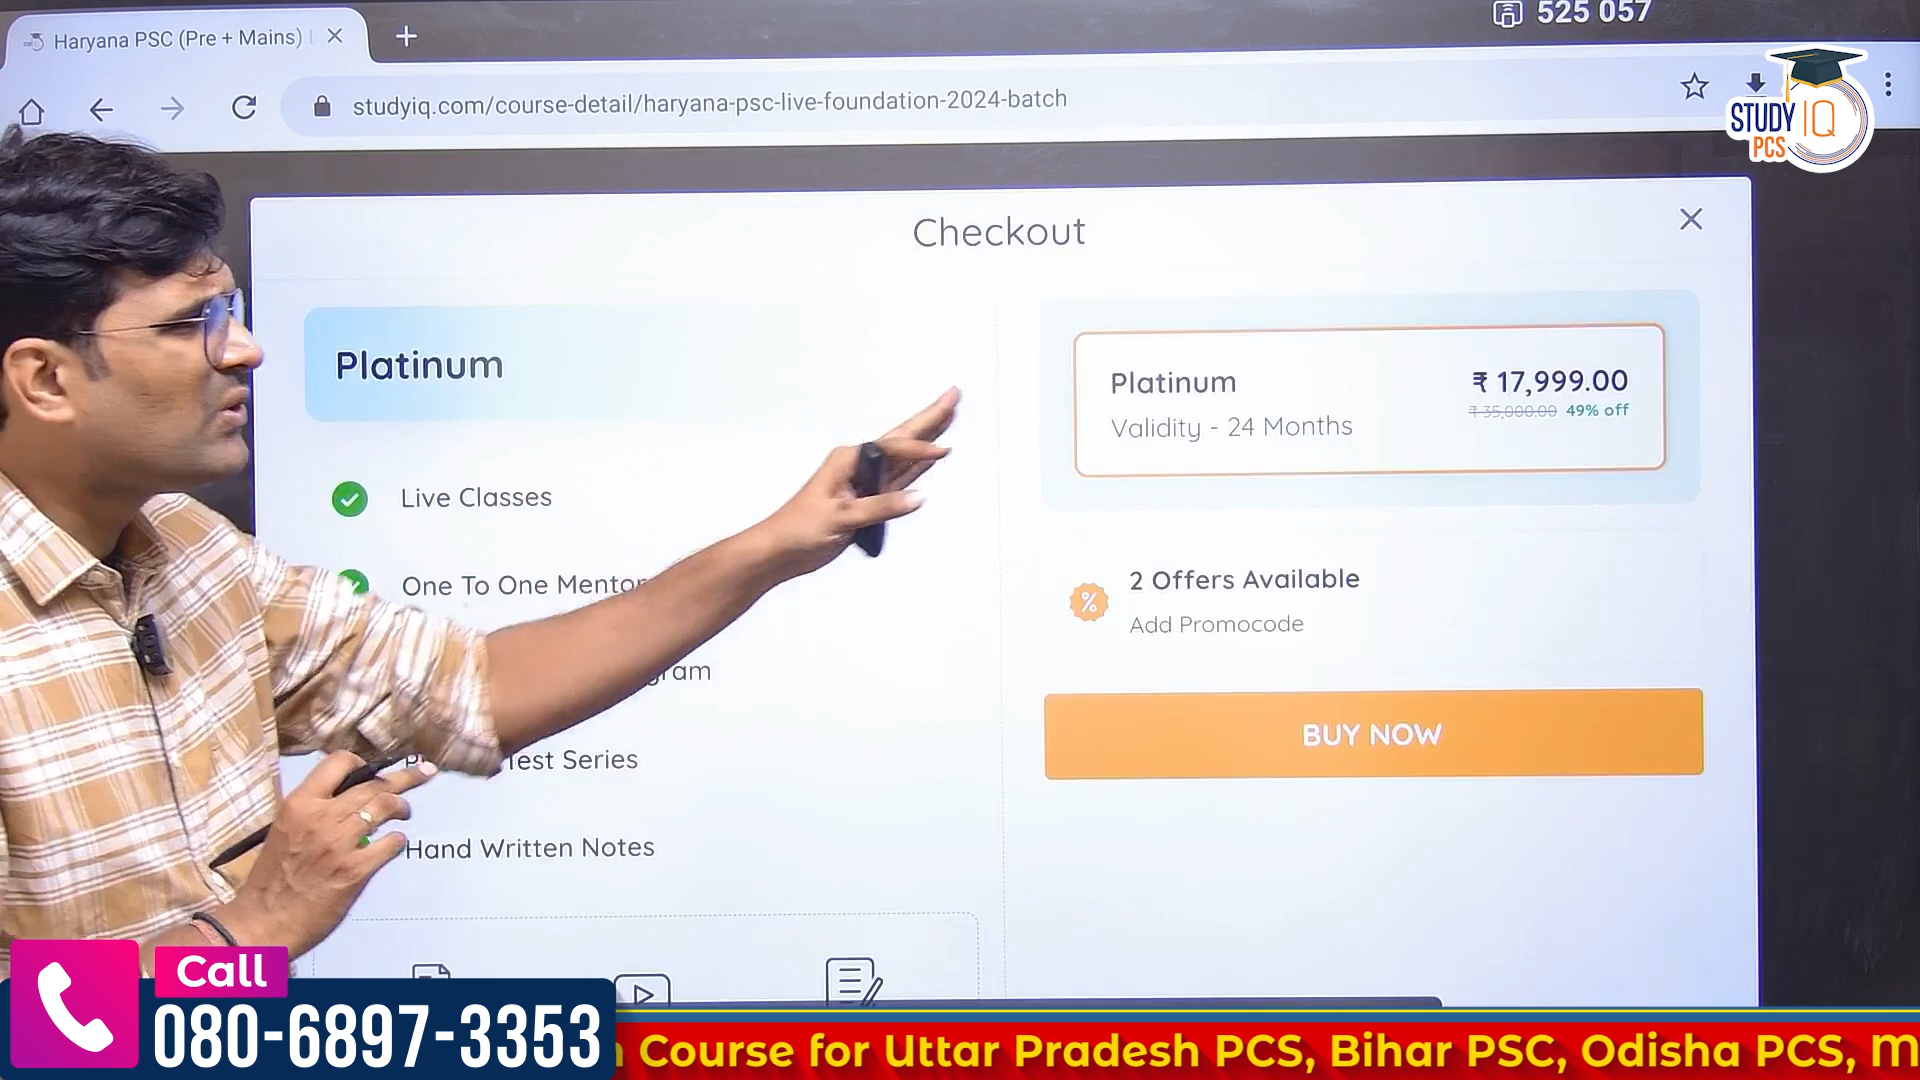 525 057
Haryana PSC (Pre + Mains)
studyiq.com/course-detail/haryana-psc-live-foundation-2024-batch
STUDY IQ
PCS
Checkout
Platinum
Live Classes
One To One
Test Series
Hand Written Notes
Platinum
₹ 17,999.00
₹ 35,000.00 49% off
Validity - 24 Months
2 Offers Available
Add Promocode
BUY NOW
Call
080-6897-3353
Course for Uttar Pradesh PCS, Bihar PSC, Odisha PCS,